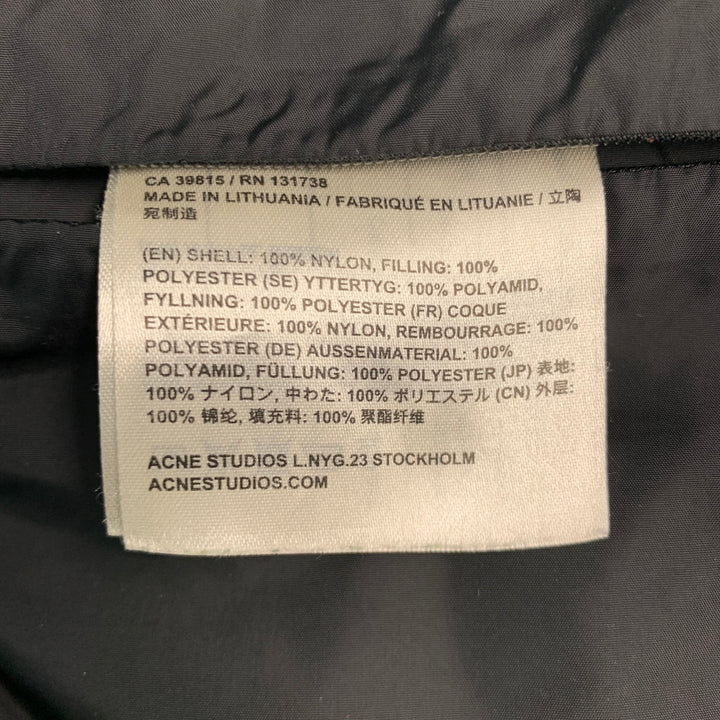 CA 39815 / RN 131738
MADE IN LITHUANIA / FABRIQUÉ EN LITUANIE / 立陶
宛制造
(EN) SHELL: 100% NYLON, FILLING: 100%
POLYESTER (SE) YTTERTYG: 100% POLYAMID,
FYLLNING: 100% POLYESTER (FR) COQUE
EXTÉRIEURE: 100% NYLON, REMBOURRAGE: 100%
POLYESTER (DE) AUSSENMATERIAL: 100%
POLYAMID, FÜLLUNG: 100% POLYESTER (JP) 表地:
100% ナイロン, 中わた: 100% ポリエステル (CN) 外层:
100% 锦纶, 填充料: 100% 聚酯纤维
ACNE STUDIOS L.NYG.23 STOCKHOLM
ACNESTUDIOS.COM